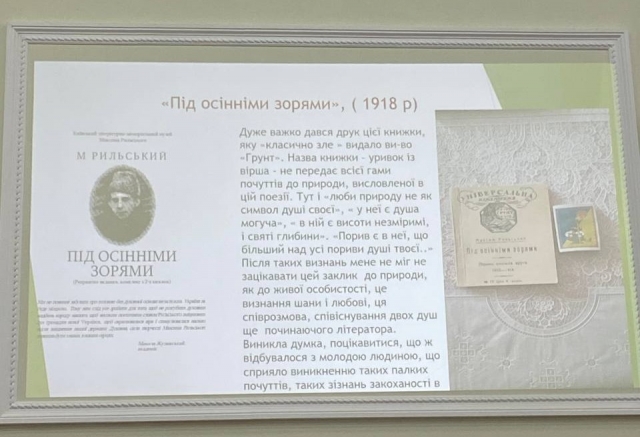 «Під осінніми зорями», ( 1918 р)
М РИЛЬСЬКИЙ
ПІД ОСІННІМИ
ЗОРЯМИ
Дуже важко дався друк цієї книжки,
яку «класично зле » видало ви-во
«Грунт». Назва книжки - уривок із
вірша - не передає всієї гами
почуттів до природи, висловленої в
цій поезії. Тут і «люби природу не як
символ душі своєї», « у неї є душа
могуча», « в ній є висоти незміримі,
і святі глибини». «Порив є в неї, що
більший над усі пориви душі твоєї..»
Після таких визнань мене не міг не
зацікавити цей заклик до природи,
як до живої особистості, це
визнання шани і любові, ця
співрозмова, співіснування двох душ
ще починаючого літератора.
Виникла думка, поцікавитися, що ж
відбувалося з молодою людиною, що
сприяло виникненню таких палких
почуттів, таких зізнань закоханості в
УНІВЕРСАЛЬНА
Під осінніми зорями